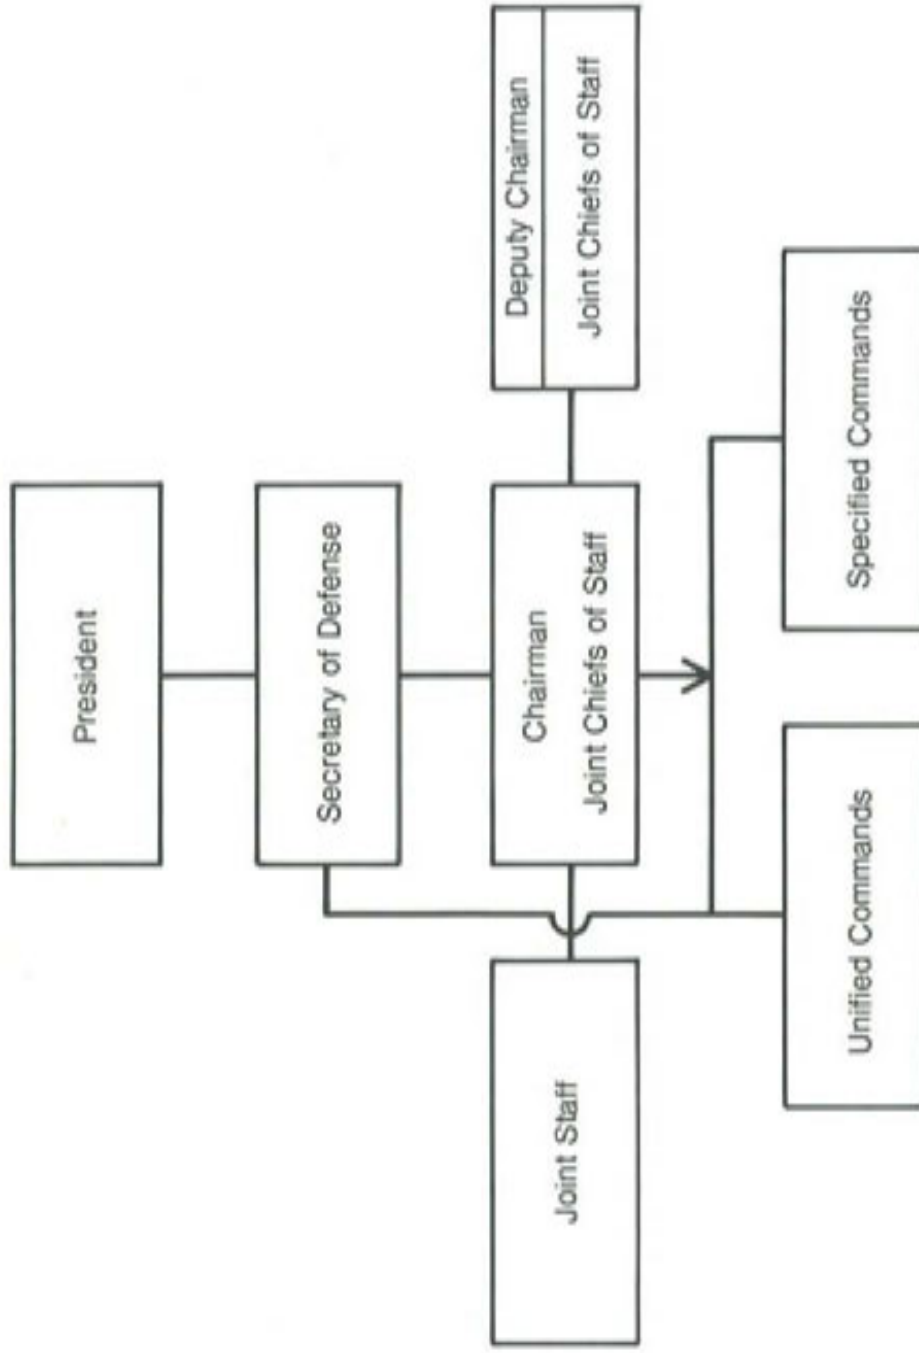 President
Secretary of Defense
Joint Staff
Chairman
Joint Chiefs of Staff
Deputy Chairman
Joint Chiefs of Staff
Unified Commands
Specified Commands